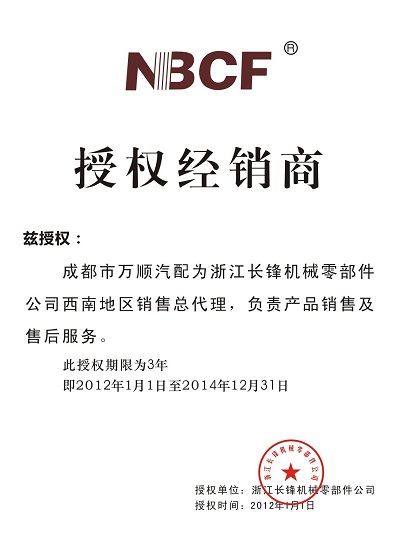 NBCF®
授权经销商
兹授权：
成都市万顺汽配为浙江长锋机械零部件
公司西南地区销售总代理，负责产品销售及
售后服务。
此授权期限为3年
即2012年1月1日至2014年12月31日
浙江长锋机械零部件公司
授权单位：浙江长锋机械零部件公司
授权时间：2012年1月1日